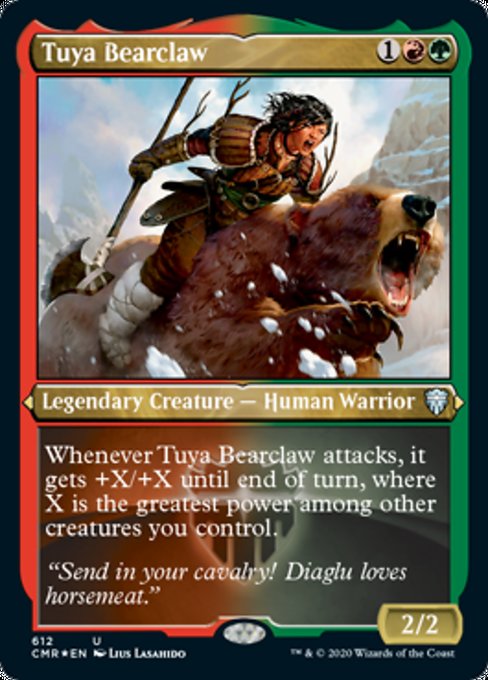 Tuya Bearclaw 1
Legendary Creature — Human Warrior
Whenever Tuya Bearclaw attacks, it
gets +X/+X until end of turn, where
X is the greatest power among other
creatures you control.
“Send in your cavalry! Diaglu loves
horsemeat.”
2/2
612 U
CMR★EN Lius Lasahido
™ & © 2020 Wizards of the Coast